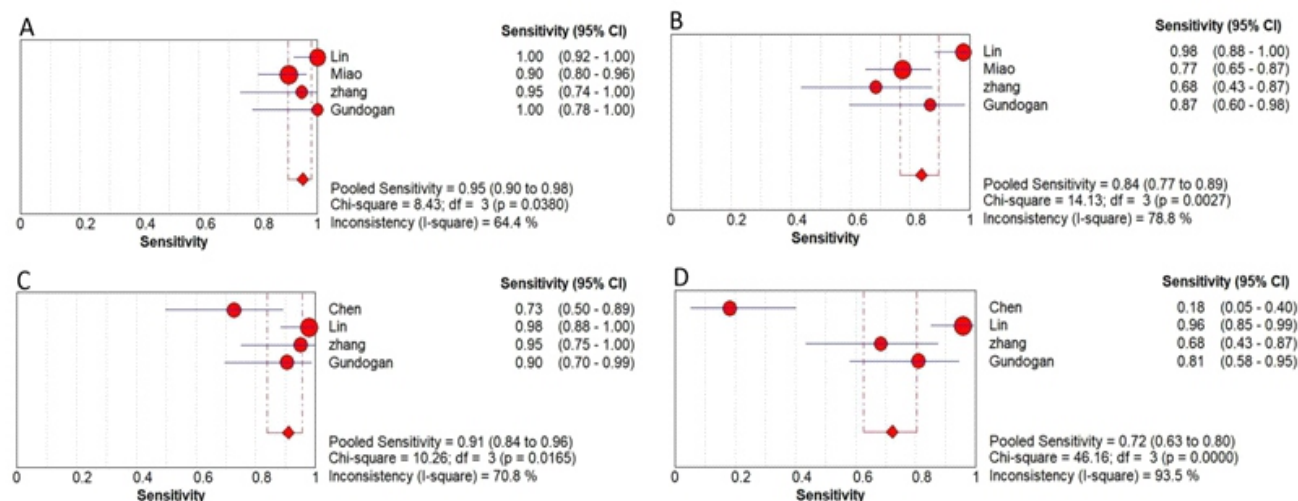 A
Sensitivity (95% CI)
Lin 1.00 (0.92 - 1.00)
Miao 0.90 (0.80 - 0.96)
zhang 0.95 (0.74 - 1.00)
Gundogan 1.00 (0.78 - 1.00)
Pooled Sensitivity = 0.95 (0.90 to 0.98)
Chi-square = 8.43; df = 3 (p = 0.0380)
Inconsistency (I-square) = 64.4 %
0 0.2 0.4 0.6 0.8 1
Sensitivity
B
Sensitivity (95% CI)
Lin 0.98 (0.88 - 1.00)
Miao 0.77 (0.65 - 0.87)
zhang 0.68 (0.43 - 0.87)
Gundogan 0.87 (0.60 - 0.98)
Pooled Sensitivity = 0.84 (0.77 to 0.89)
Chi-square = 14.13; df = 3 (p = 0.0027)
Inconsistency (I-square) = 78.8 %
0 0.2 0.4 0.6 0.8 1
Sensitivity
C
Sensitivity (95% CI)
Chen 0.73 (0.50 - 0.89)
Lin 0.98 (0.88 - 1.00)
zhang 0.95 (0.75 - 1.00)
Gundogan 0.90 (0.70 - 0.99)
Pooled Sensitivity = 0.91 (0.84 to 0.96)
Chi-square = 10.26; df = 3 (p = 0.0165)
Inconsistency (I-square) = 70.8 %
0 0.2 0.4 0.6 0.8 1
Sensitivity
D
Sensitivity (95% CI)
Chen 0.18 (0.05 - 0.40)
Lin 0.96 (0.85 - 0.99)
zhang 0.68 (0.43 - 0.87)
Gundogan 0.81 (0.58 - 0.95)
Pooled Sensitivity = 0.72 (0.63 to 0.80)
Chi-square = 46.16; df = 3 (p = 0.0000)
Inconsistency (I-square) = 93.5 %
0 0.2 0.4 0.6 0.8 1
Sensitivity